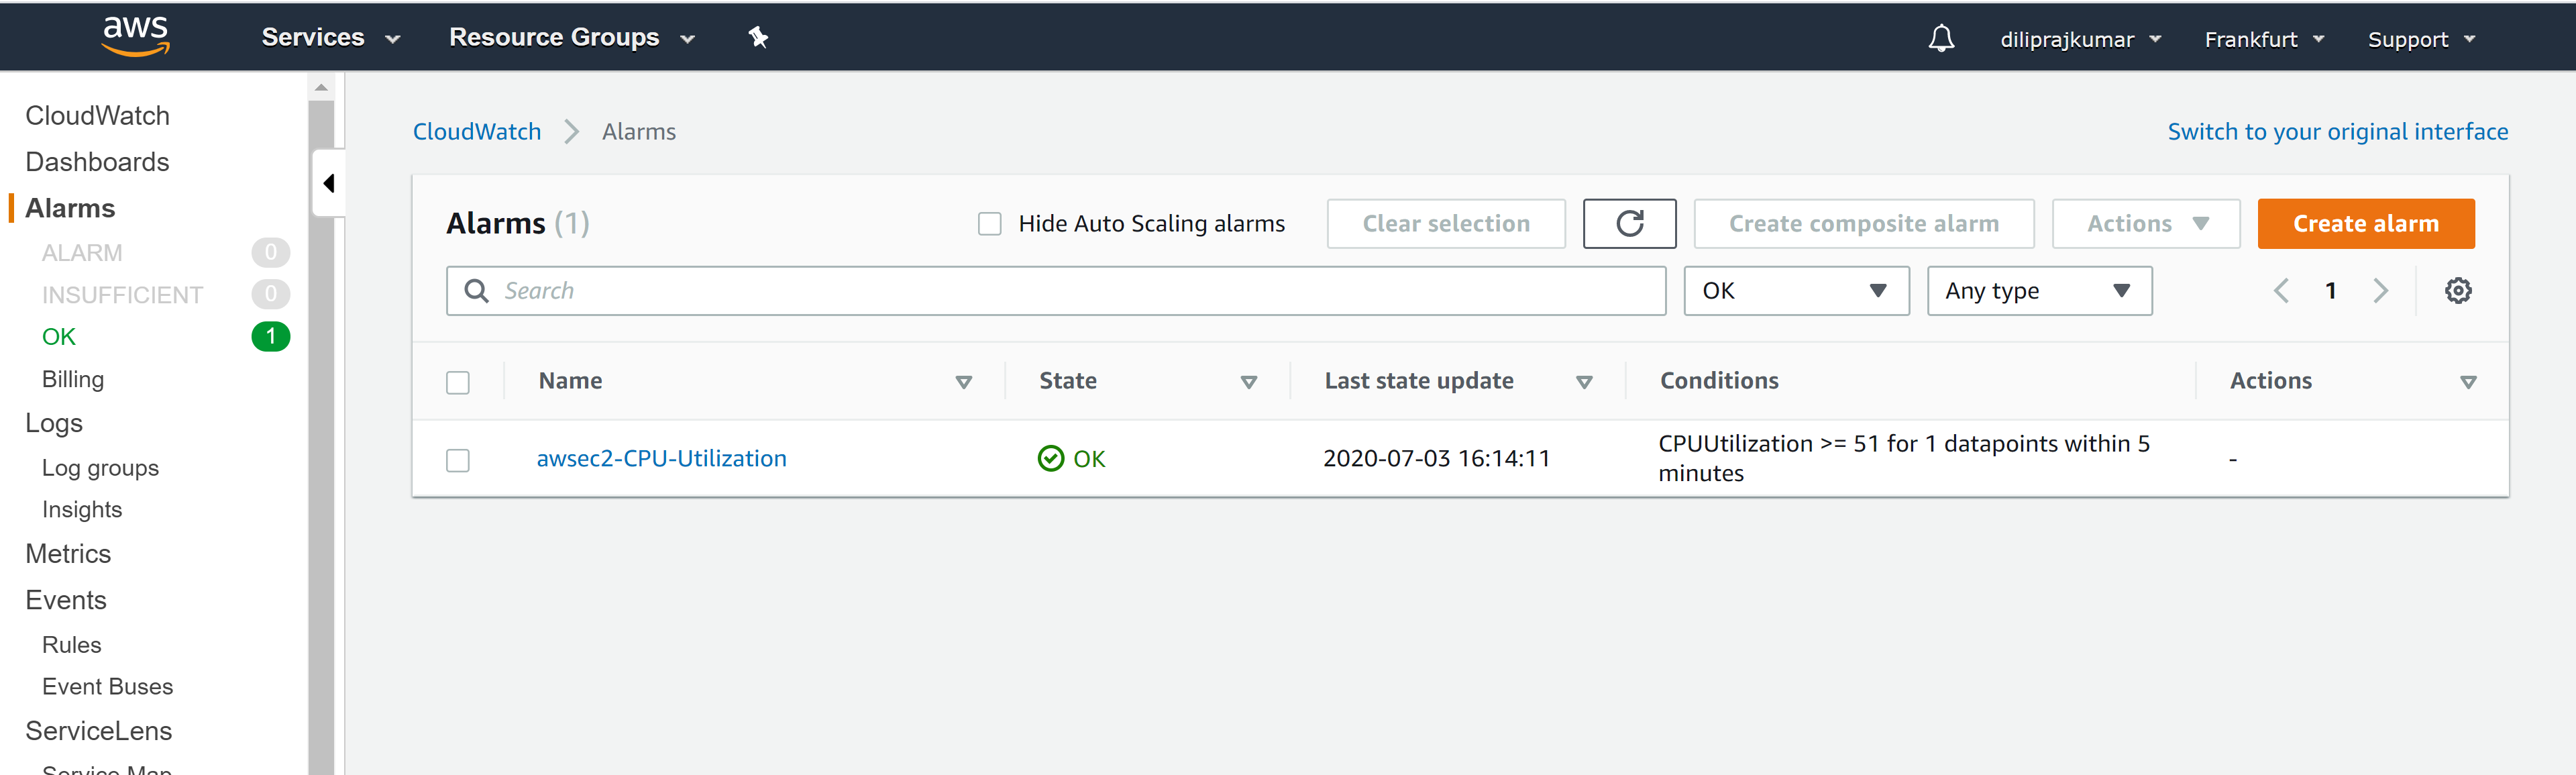 aws
Services
Resource Groups
diliprajkumar
Frankfurt
Support
CloudWatch
Dashboards
Alarms
ALARM 0
INSUFFICIENT 0
OK 1
Billing
Logs
Log groups
Insights
Metrics
Events
Rules
Event Buses
ServiceLens
Service Map
CloudWatch
Alarms
Switch to your original interface
Alarms (1)
Hide Auto Scaling alarms
Clear selection
Create composite alarm
Actions
Create alarm
Search
OK
Any type
1
Name
State
Last state update
Conditions
Actions
awsec2-CPU-Utilization
OK
2020-07-03 16:14:11
CPUUtilization >= 51 for 1 datapoints within 5
minutes
-